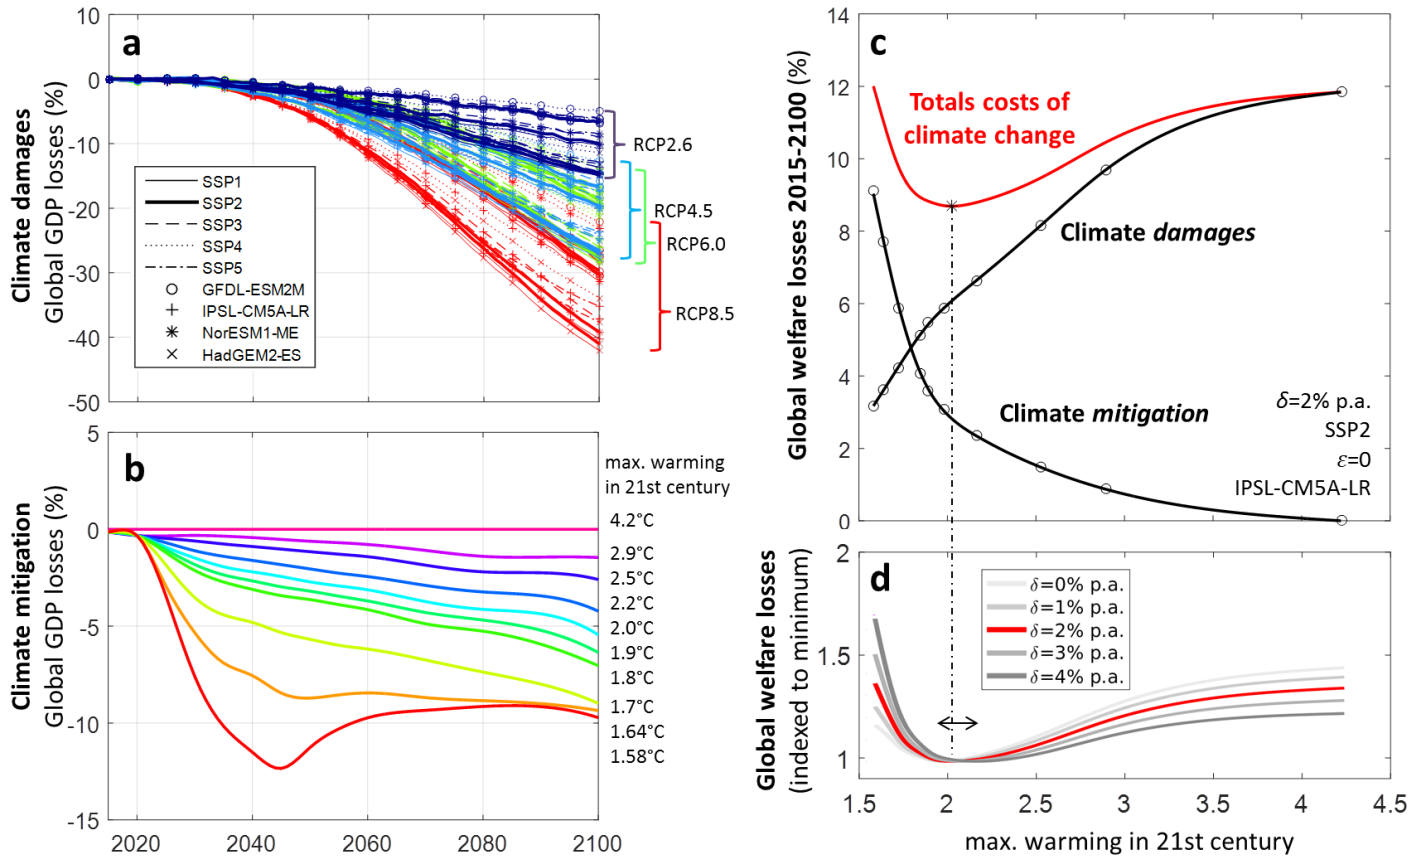 a
Climate damages
Global GDP losses (%)
10
0
-10
-20
-30
-40
-50
SSP1
SSP2
SSP3
SSP4
SSP5
GFDL-ESM2M
IPSL-CM5A-LR
NorESM1-ME
HadGEM2-ES
RCP2.6
RCP4.5
RCP6.0
RCP8.5
b
Climate mitigation
Global GDP losses (%)
5
0
-5
-10
-15
2020
2040
2060
2080
2100
max. warming
in 21st century
4.2°C
2.9°C
2.5°C
2.2°C
2.0°C
1.9°C
1.8°C
1.7°C
1.64°C
1.58°C
c
Global welfare losses 2015-2100 (%)
14
12
10
8
6
4
2
0
Totals costs of
climate change
Climate damages
Climate mitigation
δ=2% p.a.
SSP2
ε=0
IPSL-CM5A-LR
d
Global welfare losses
(indexed to minimum)
2
1.5
1
δ=0% p.a.
δ=1% p.a.
δ=2% p.a.
δ=3% p.a.
δ=4% p.a.
1.5
2
2.5
3
3.5
4
4.5
max. warming in 21st century